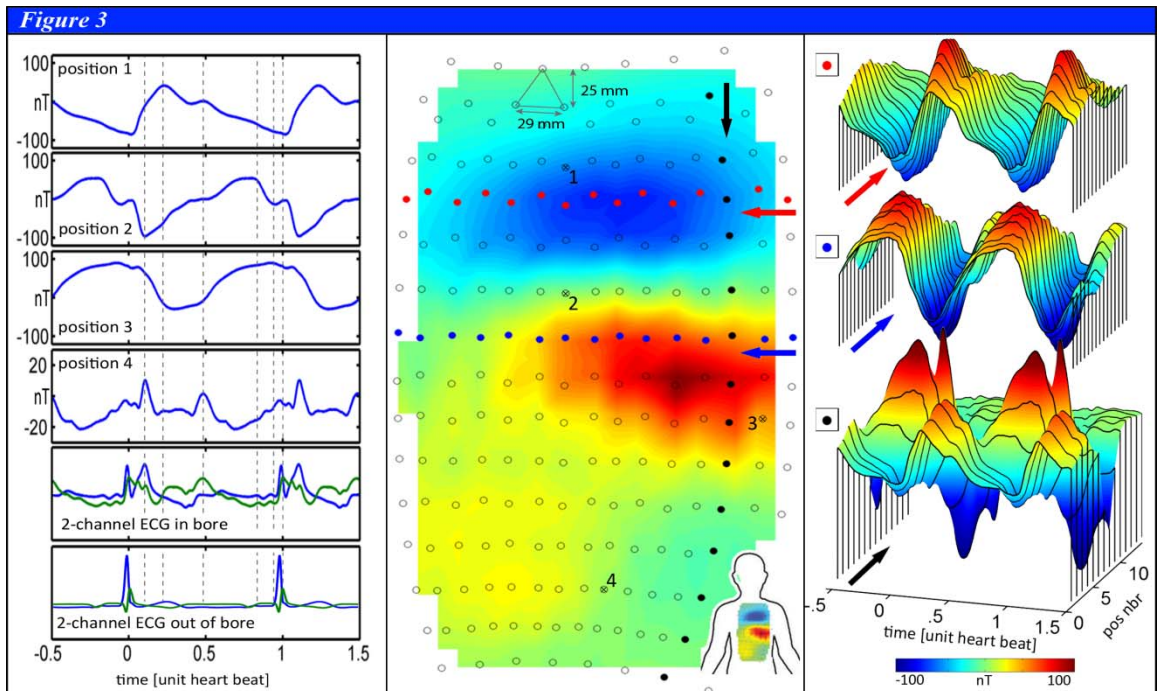 Figure 3
100
position 1
nT
-100
100
nT
position 2
-100
100
nT
position 3
-100
20
position 4
nT
-20
2-channel ECG in bore
2-channel ECG out of bore
-0.5 0 0.5 1 1.5
time [unit heart beat]
25 mm
29 mm
1
2
3
4
-.5 0 .5 1 1.5
time [unit heart beat]
0 5 10
pos nbr
-100 nT 100